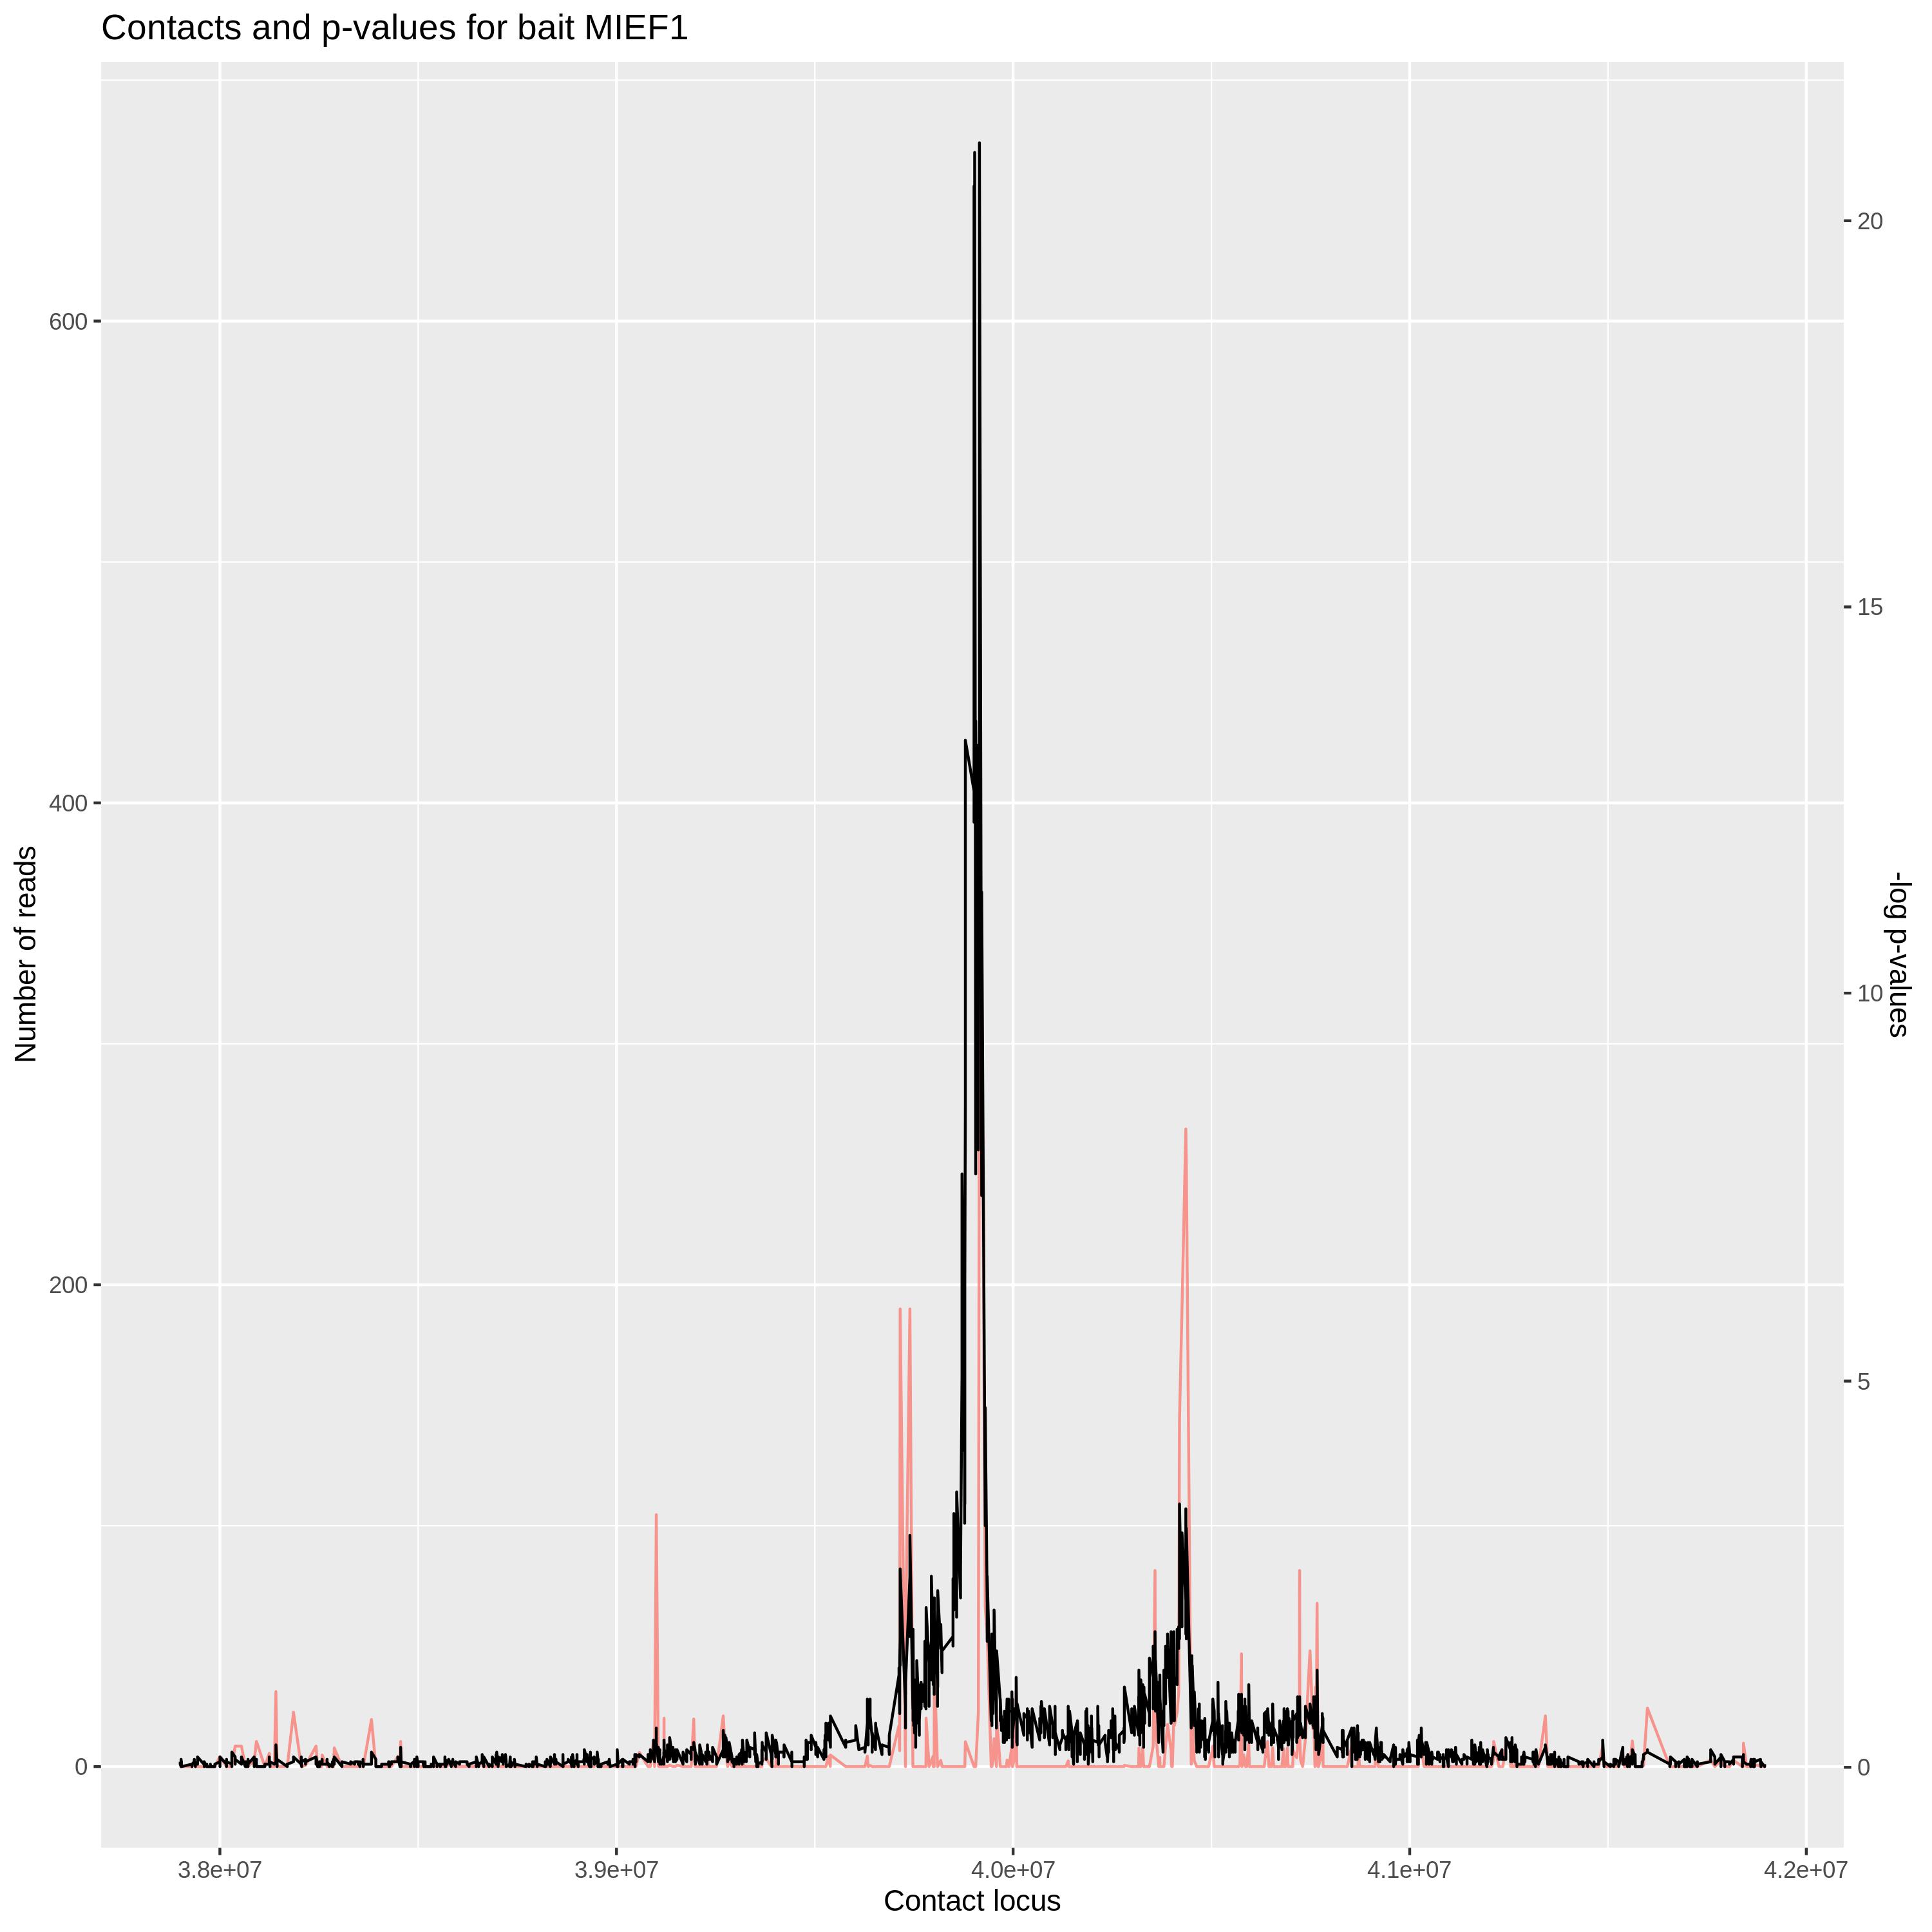 Contacts and p-values for bait MIEF1
Number of reads
600
400
200
0
-log p-values
20
15
10
5
0
3.8e+07
3.9e+07
4.0e+07
4.1e+07
4.2e+07
Contact locus